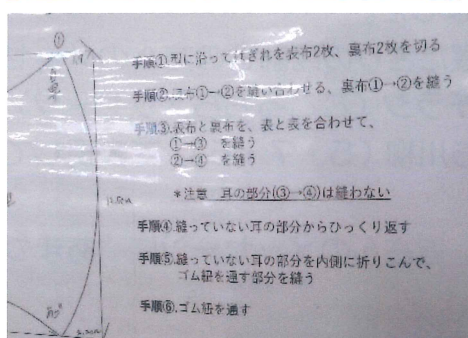 ①
手順①.型に沿ってはぎれを表布2枚、裏布2枚を切る
手順②.表布①→②を縫い合わせる、裏布①→②を縫う
手順③.表布と裏布を、表と表を合わせて、
①→③ を縫う
②→④ を縫う
*注意 耳の部分(③→④)は縫わない
手順④.縫っていない耳の部分からひっくり返す
手順⑤.縫っていない耳の部分を内側に折りこんで、
ゴム紐を通す部分を縫う
手順⑥.ゴム紐を通す